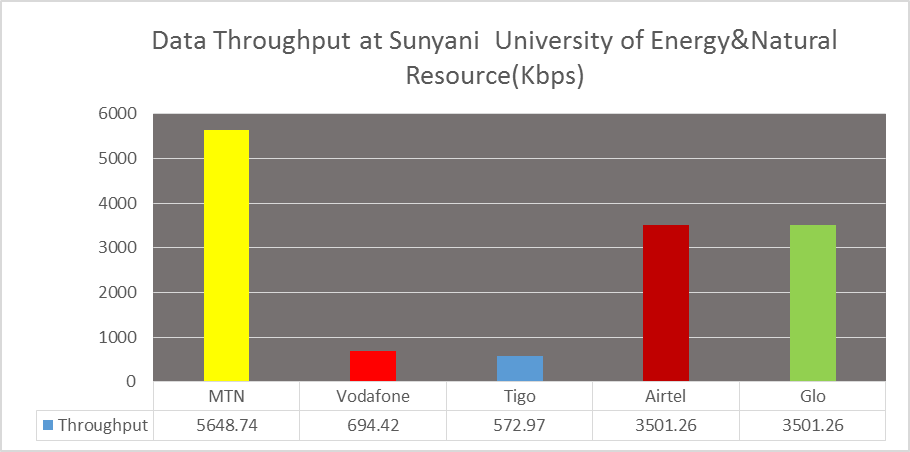 Data Throughput at Sunyani  University of Energy&Natural
Resource(Kbps)
6000
5000
4000
3000
2000
1000
0
MTN Vodafone Tigo Airtel Glo
Throughput 5648.74 694.42 572.97 3501.26 3501.26